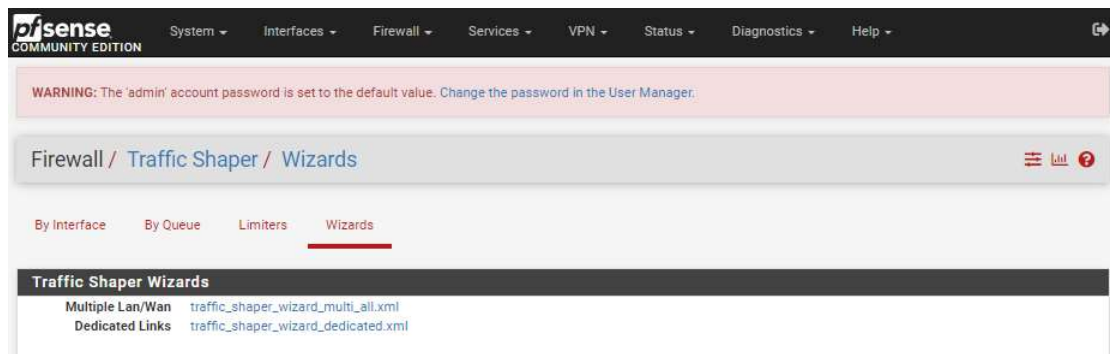 pfsense
COMMUNITY EDITION
System Interfaces Firewall Services VPN Status Diagnostics Help
WARNING: The 'admin' account password is set to the default value. Change the password in the User Manager.
Firewall / Traffic Shaper / Wizards
By Interface By Queue Limiters Wizards
Traffic Shaper Wizards
Multiple Lan/Wan traffic_shaper_wizard_multi_all.xml
Dedicated Links traffic_shaper_wizard_dedicated.xml